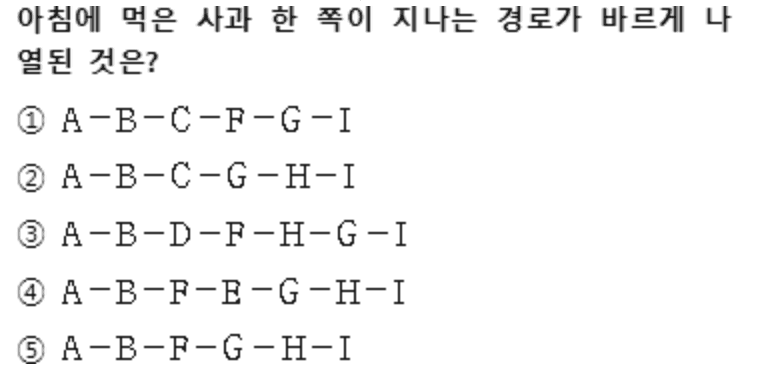 아침에 먹은 사과 한 쪽이 지나는 경로가 바르게 나
열된 것은?
① A-B-C-F-G-I
② A-B-C-G-H-I
③ A-B-D-F-H-G-I
④ A-B-F-E-G-H-I
⑤ A-B-F-G-H-I